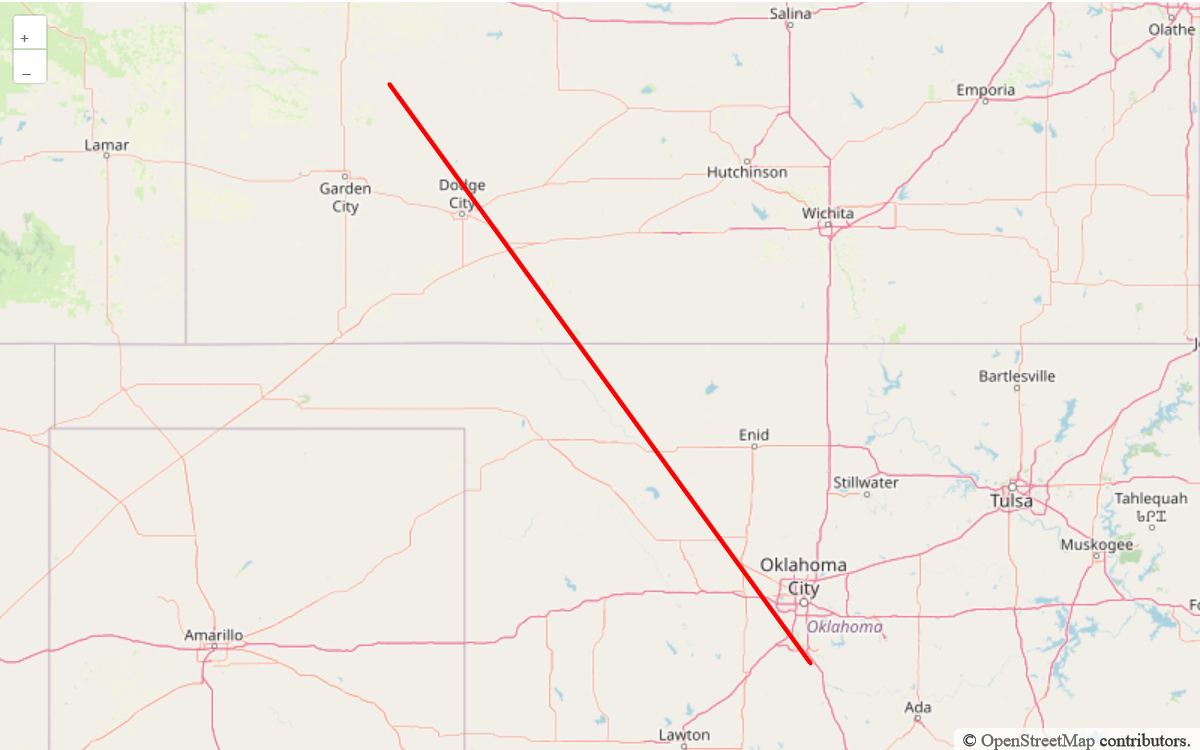 +
–
Salina
Olathe
Emporia
Lamar
Hutchinson
Garden
City
Dodge
City
Wichita
Bartlesville
Enid
Stillwater
Tulsa
Tahlequah
ᏓᎵᏆ
Muskogee
Oklahoma
City
Oklahoma
Amarillo
Ada
Lawton
© OpenStreetMap contributors.